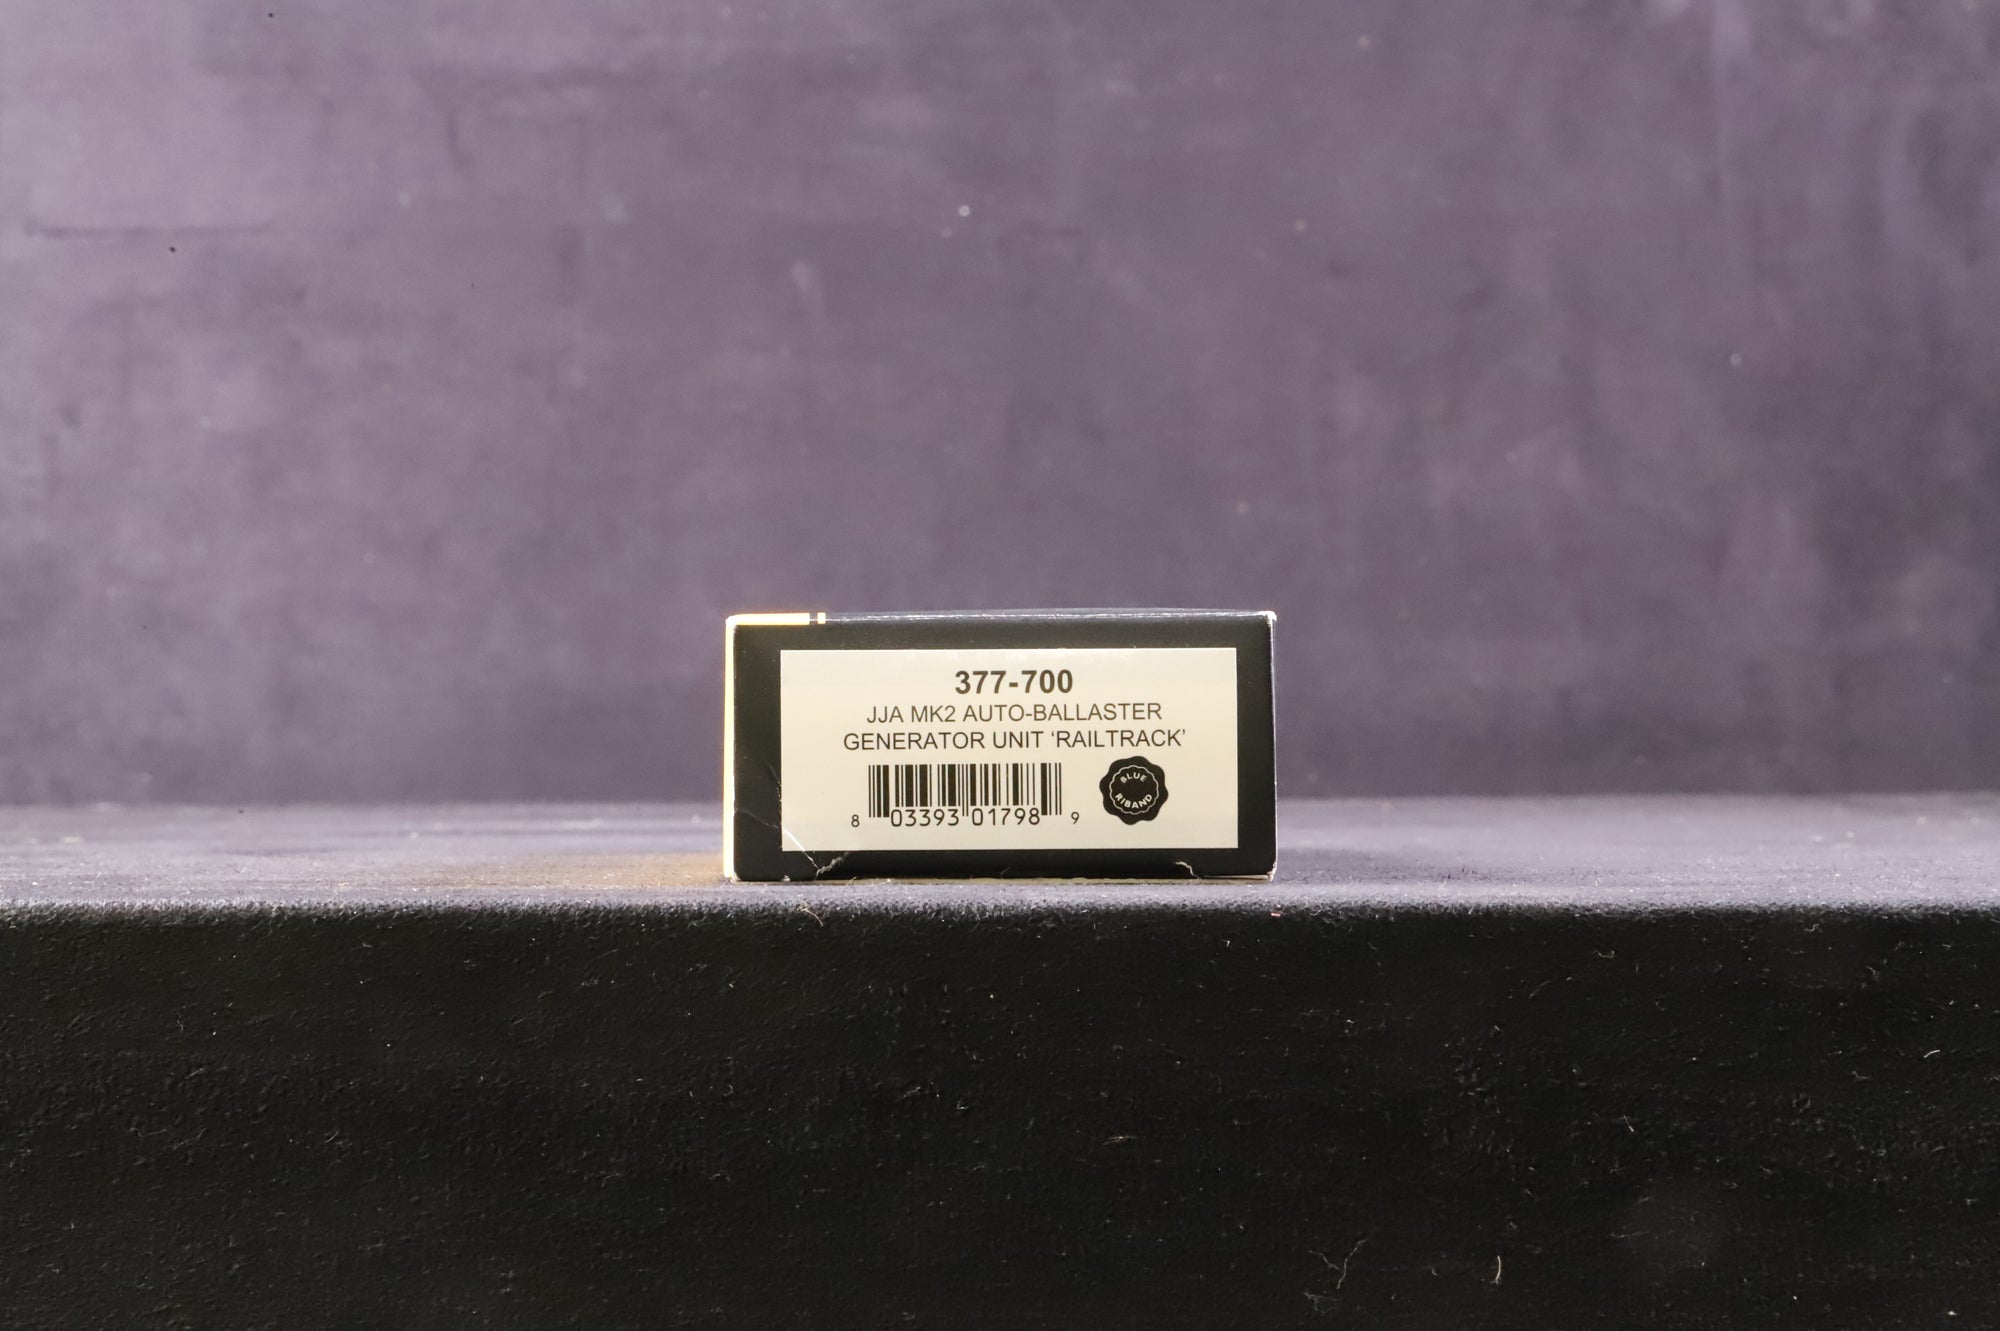 377-700
JJA MK2 AUTO-BALLASTER
GENERATOR UNIT ‘RAILTRACK’
BLUE
RIBAND
8 03393 01798 9